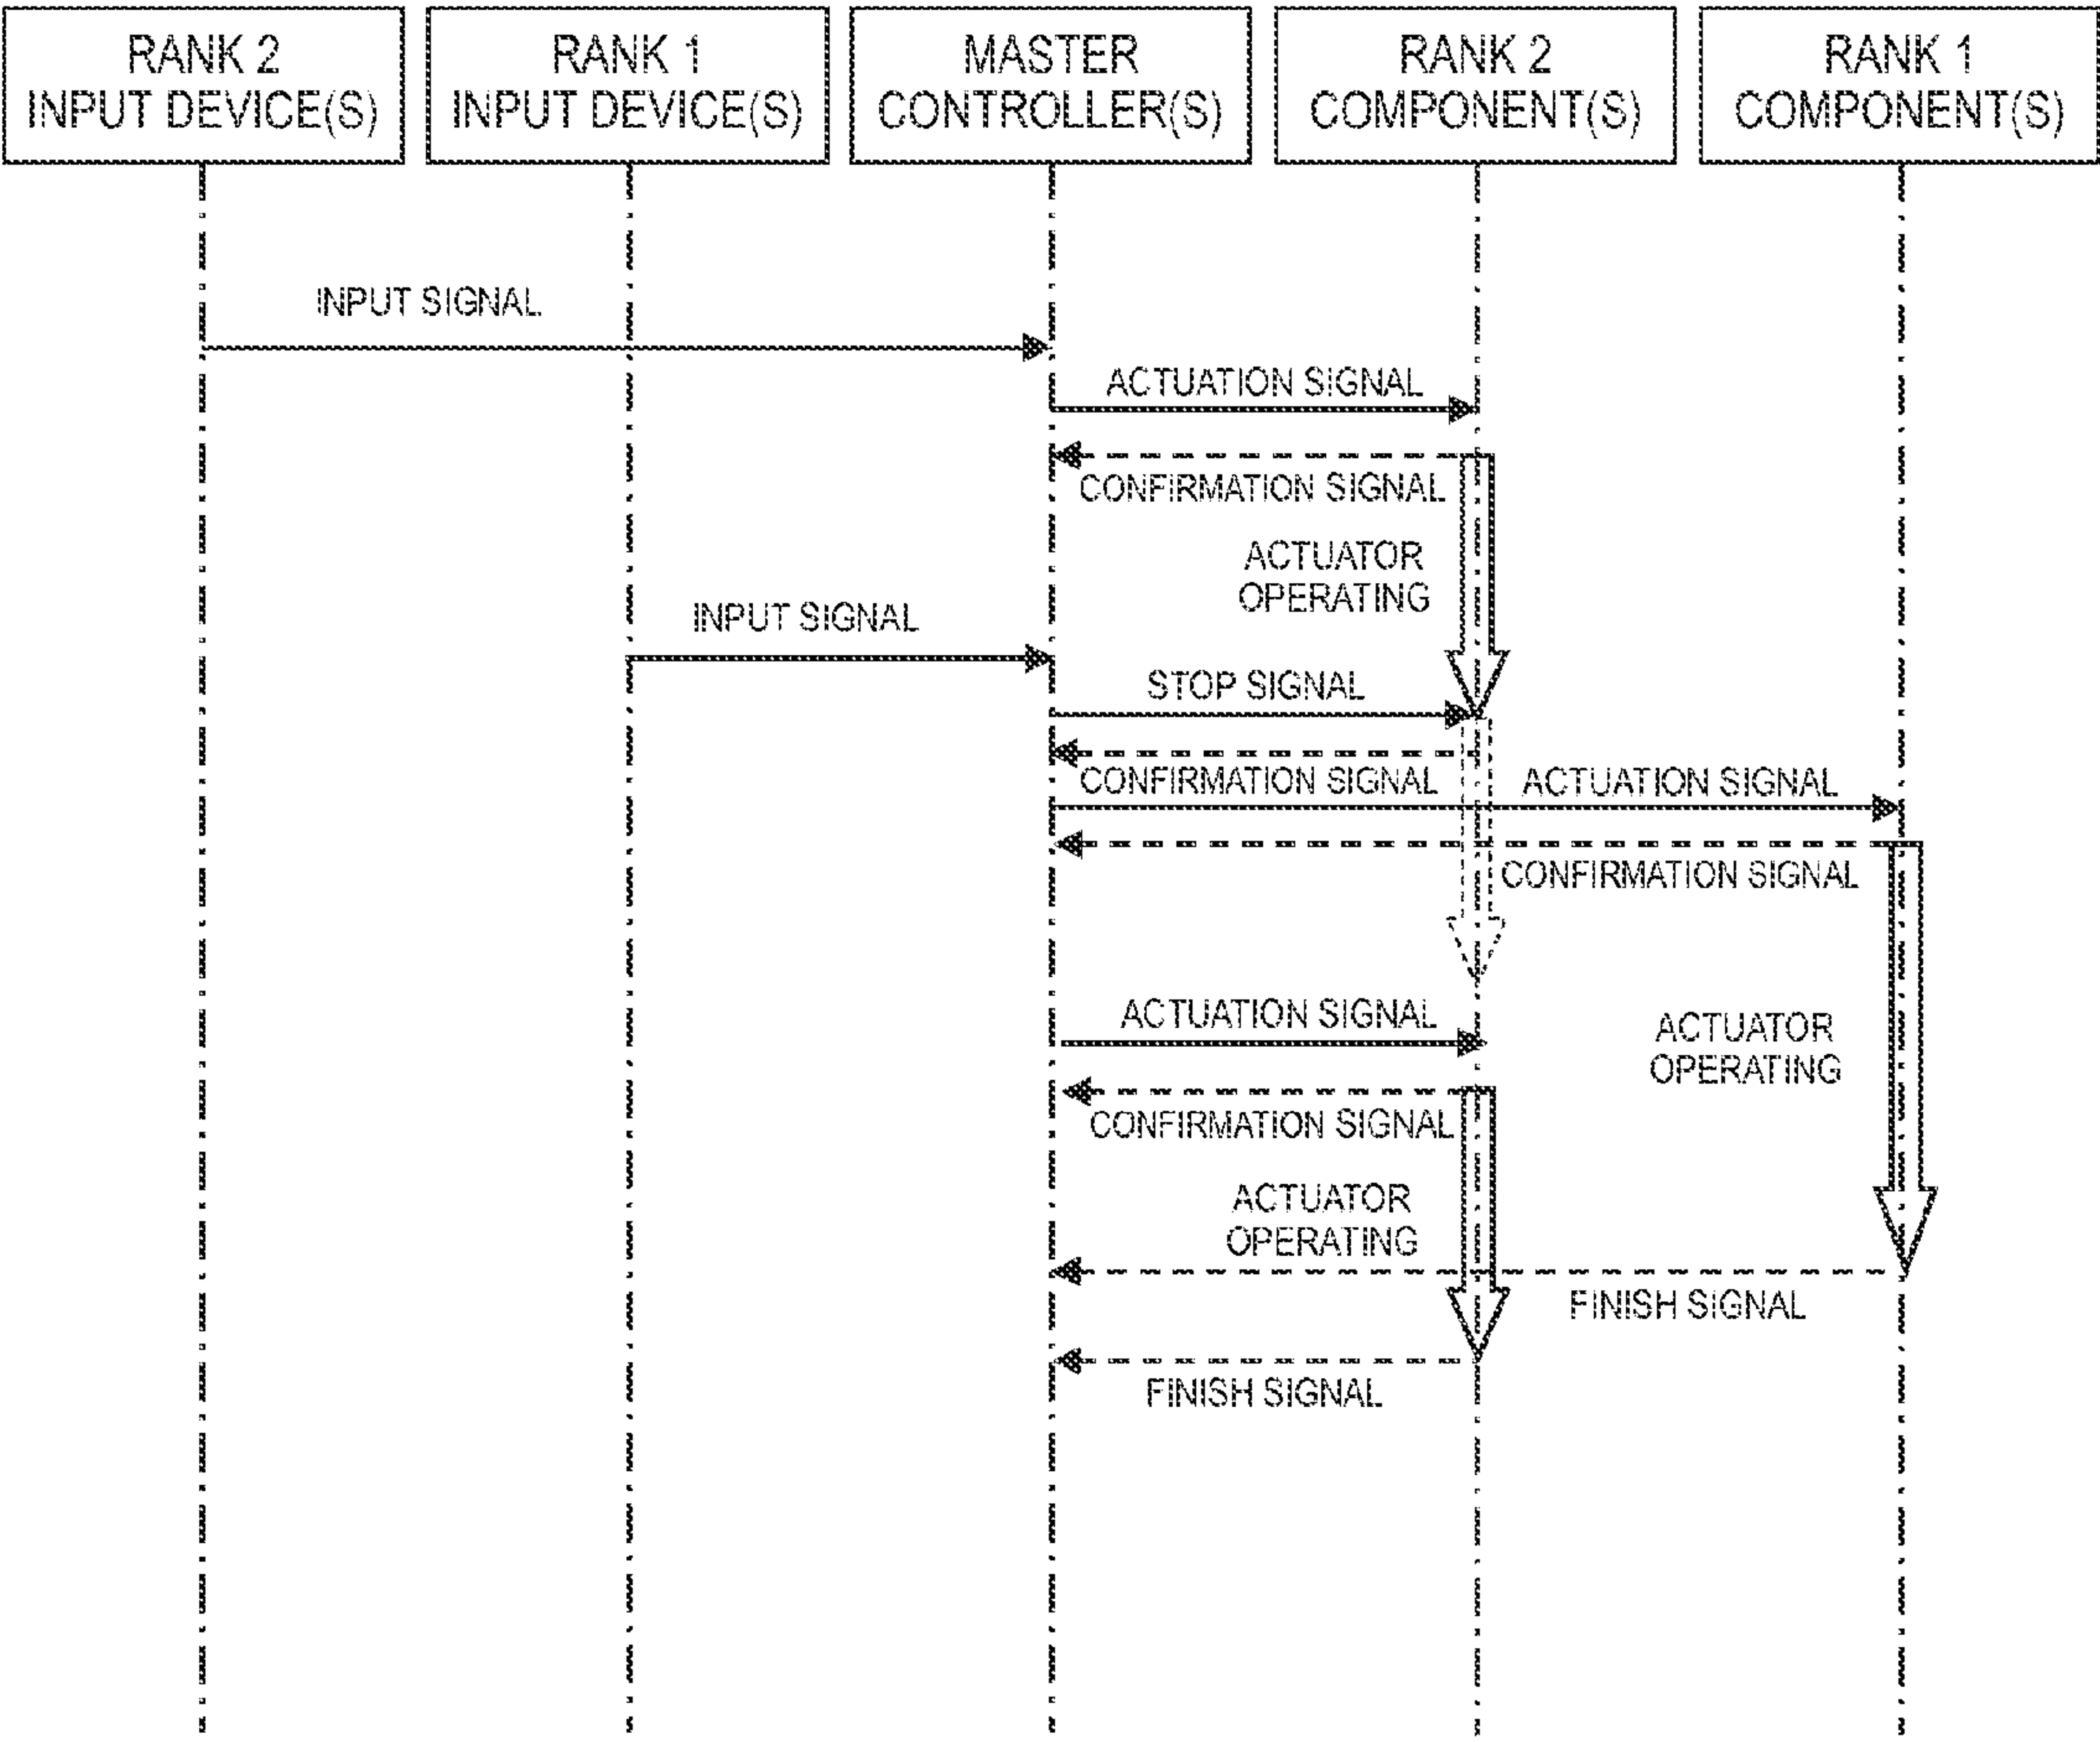 RANK 2
INPUT DEVICE(S)
RANK 1
INPUT DEVICE(S)
MASTER
CONTROLLER(S)
RANK 2
COMPONENT(S)
RANK 1
COMPONENT(S)
INPUT SIGNAL
ACTUATION SIGNAL
CONFIRMATION SIGNAL
ACTUATOR
OPERATING
INPUT SIGNAL
STOP SIGNAL
CONFIRMATION SIGNAL
ACTUATION SIGNAL
CONFIRMATION SIGNAL
ACTUATION SIGNAL
ACTUATOR
OPERATING
CONFIRMATION SIGNAL
ACTUATOR
OPERATING
FINISH SIGNAL
FINISH SIGNAL